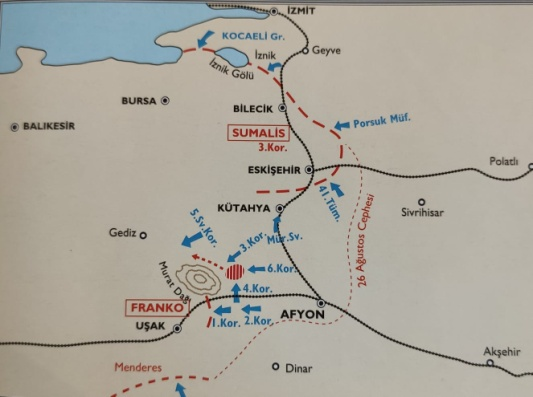 İZMİT
KOCAELİ Gr.
İznik
Geyve
İznik Gölü
BURSA
BİLECİK
BALIKESİR
SUMALİS
3.Kor.
Porsuk Müf.
ESKİŞEHİR
Polatlı
41.Tüm.
KÜTAHYA
Sivrihisar
26 Ağustos Cephesi
Gediz
5.Sv.Kor.
3.Kor.
Mür.Sv.
6.Kor.
Murat Dağı
4.Kor.
FRANKO
1.Kor.
2.Kor.
AFYON
UŞAK
Akşehir
Menderes
Dinar